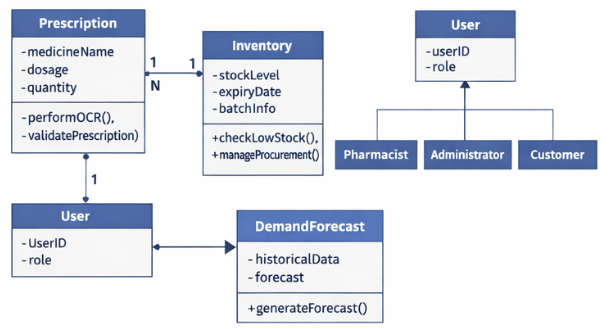 Prescription
-medicineName
-dosage
-quantity
-performOCR(),
-validatePrescription)
1
1
N
Inventory
-stockLevel
-expiryDate
-batchInfo
+checkLowStock(),
+manageProcurement()
User
-userID
-role
Pharmacist
Administrator
Customer
1
User
-UserID
-role
DemandForecast
-historicalData
-forecast
+generateForecast()